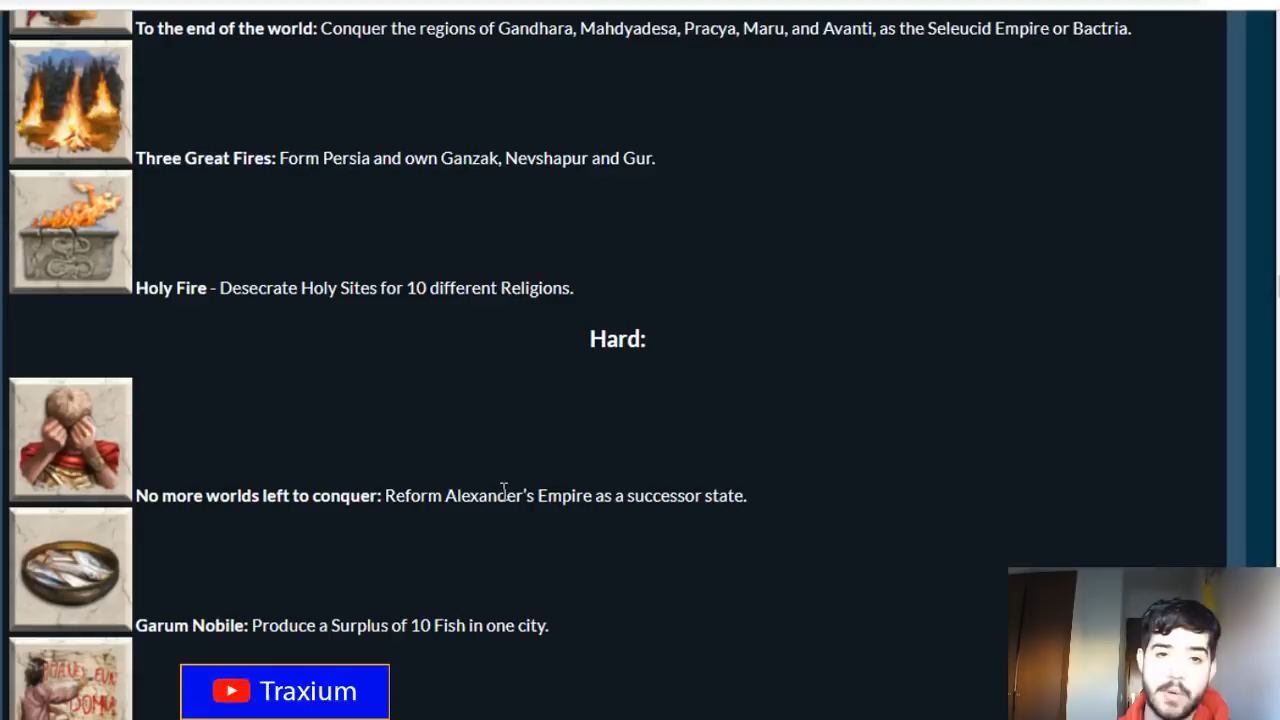 To the end of the world: Conquer the regions of Gandhara, Mahdyadesa, Pracya, Maru, and Avanti, as the Seleucid Empire or Bactria.
Three Great Fires: Form Persia and own Ganzak, Nevshapur and Gur.
Holy Fire - Desecrate Holy Sites for 10 different Religions.
Hard:
No more worlds left to conquer: Reform Alexander’s Empire as a successor state.
Garum Nobile: Produce a Surplus of 10 Fish in one city.
Traxium